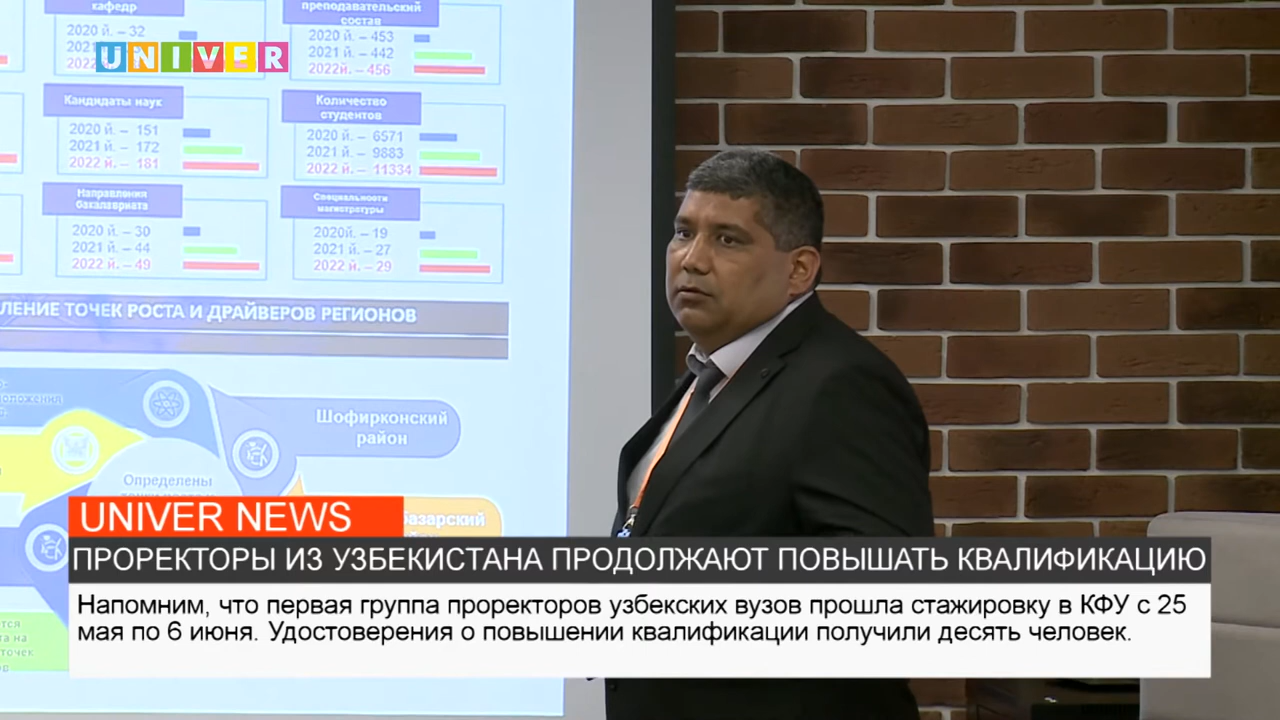 кафедр
2020 й. – 32
2021
2022
UNIVER
преподавательский
состав
2020 й. – 453
2021 й. – 442
2022й. – 456
Кандидаты наук
2020 й. – 151
2021 й. – 172
2022 й. – 181
Количество
студентов
2020 й. – 6571
2021 й. – 9883
2022 й. – 11334
Направления
бакалавриата
2020 й. – 30
2021 й. – 44
2022 й. – 49
Специальности
магистратуры
2020й. – 19
2021 й. – 27
2022 й. – 29
ЛЕНИЕ ТОЧЕК РОСТА И ДРАЙВЕРОВ РЕГИОНОВ
Шофирконский
район
Определены
базарский
UNIVER NEWS
ПРОРЕКТОРЫ ИЗ УЗБЕКИСТАНА ПРОДОЛЖАЮТ ПОВЫШАТЬ КВАЛИФИКАЦИЮ
Напомним, что первая группа проректоров узбекских вузов прошла стажировку в КФУ с 25
мая по 6 июня. Удостоверения о повышении квалификации получили десять человек.